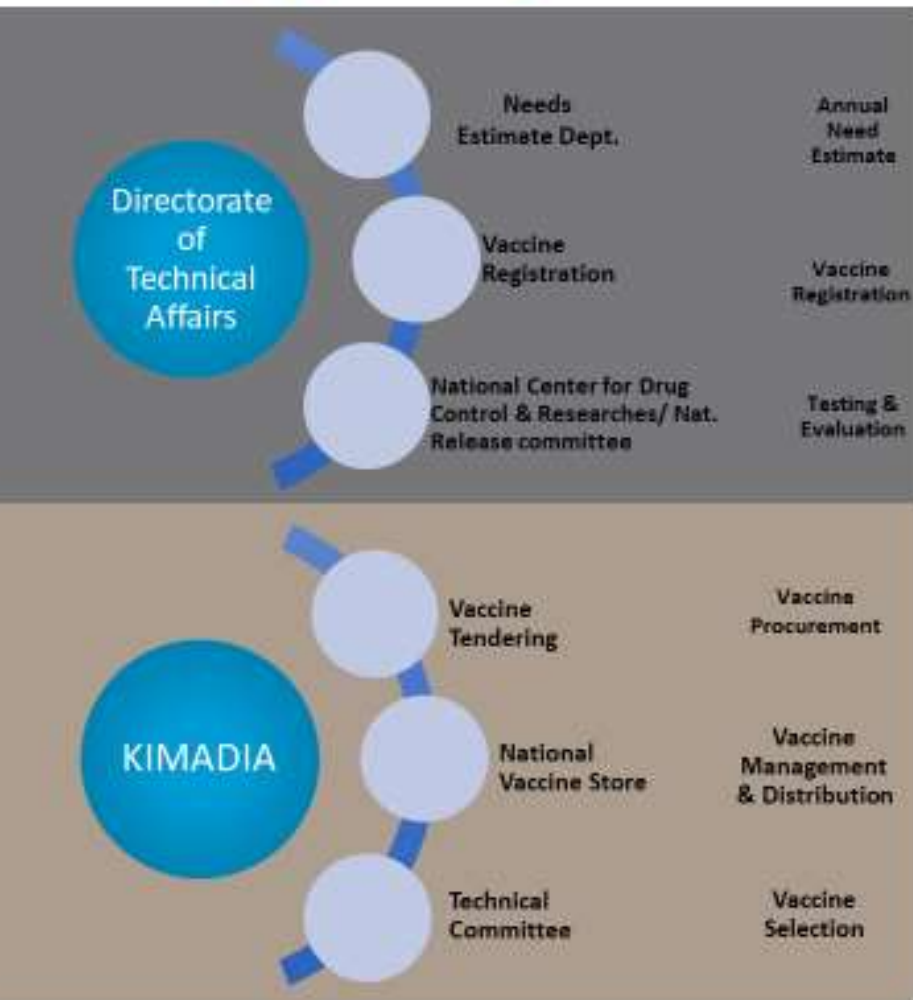 Directorate
of
Technical
Affairs
Needs
Estimate Dept.
Annual
Need
Estimate
Vaccine
Registration
Vaccine
Registration
National Center for Drug
Control & Researches/ Nat.
Release committee
Testing &
Evaluation
KIMADIA
Vaccine
Tendering
Vaccine
Procurement
National
Vaccine Store
Vaccine
Management
& Distribution
Technical
Committee
Vaccine
Selection